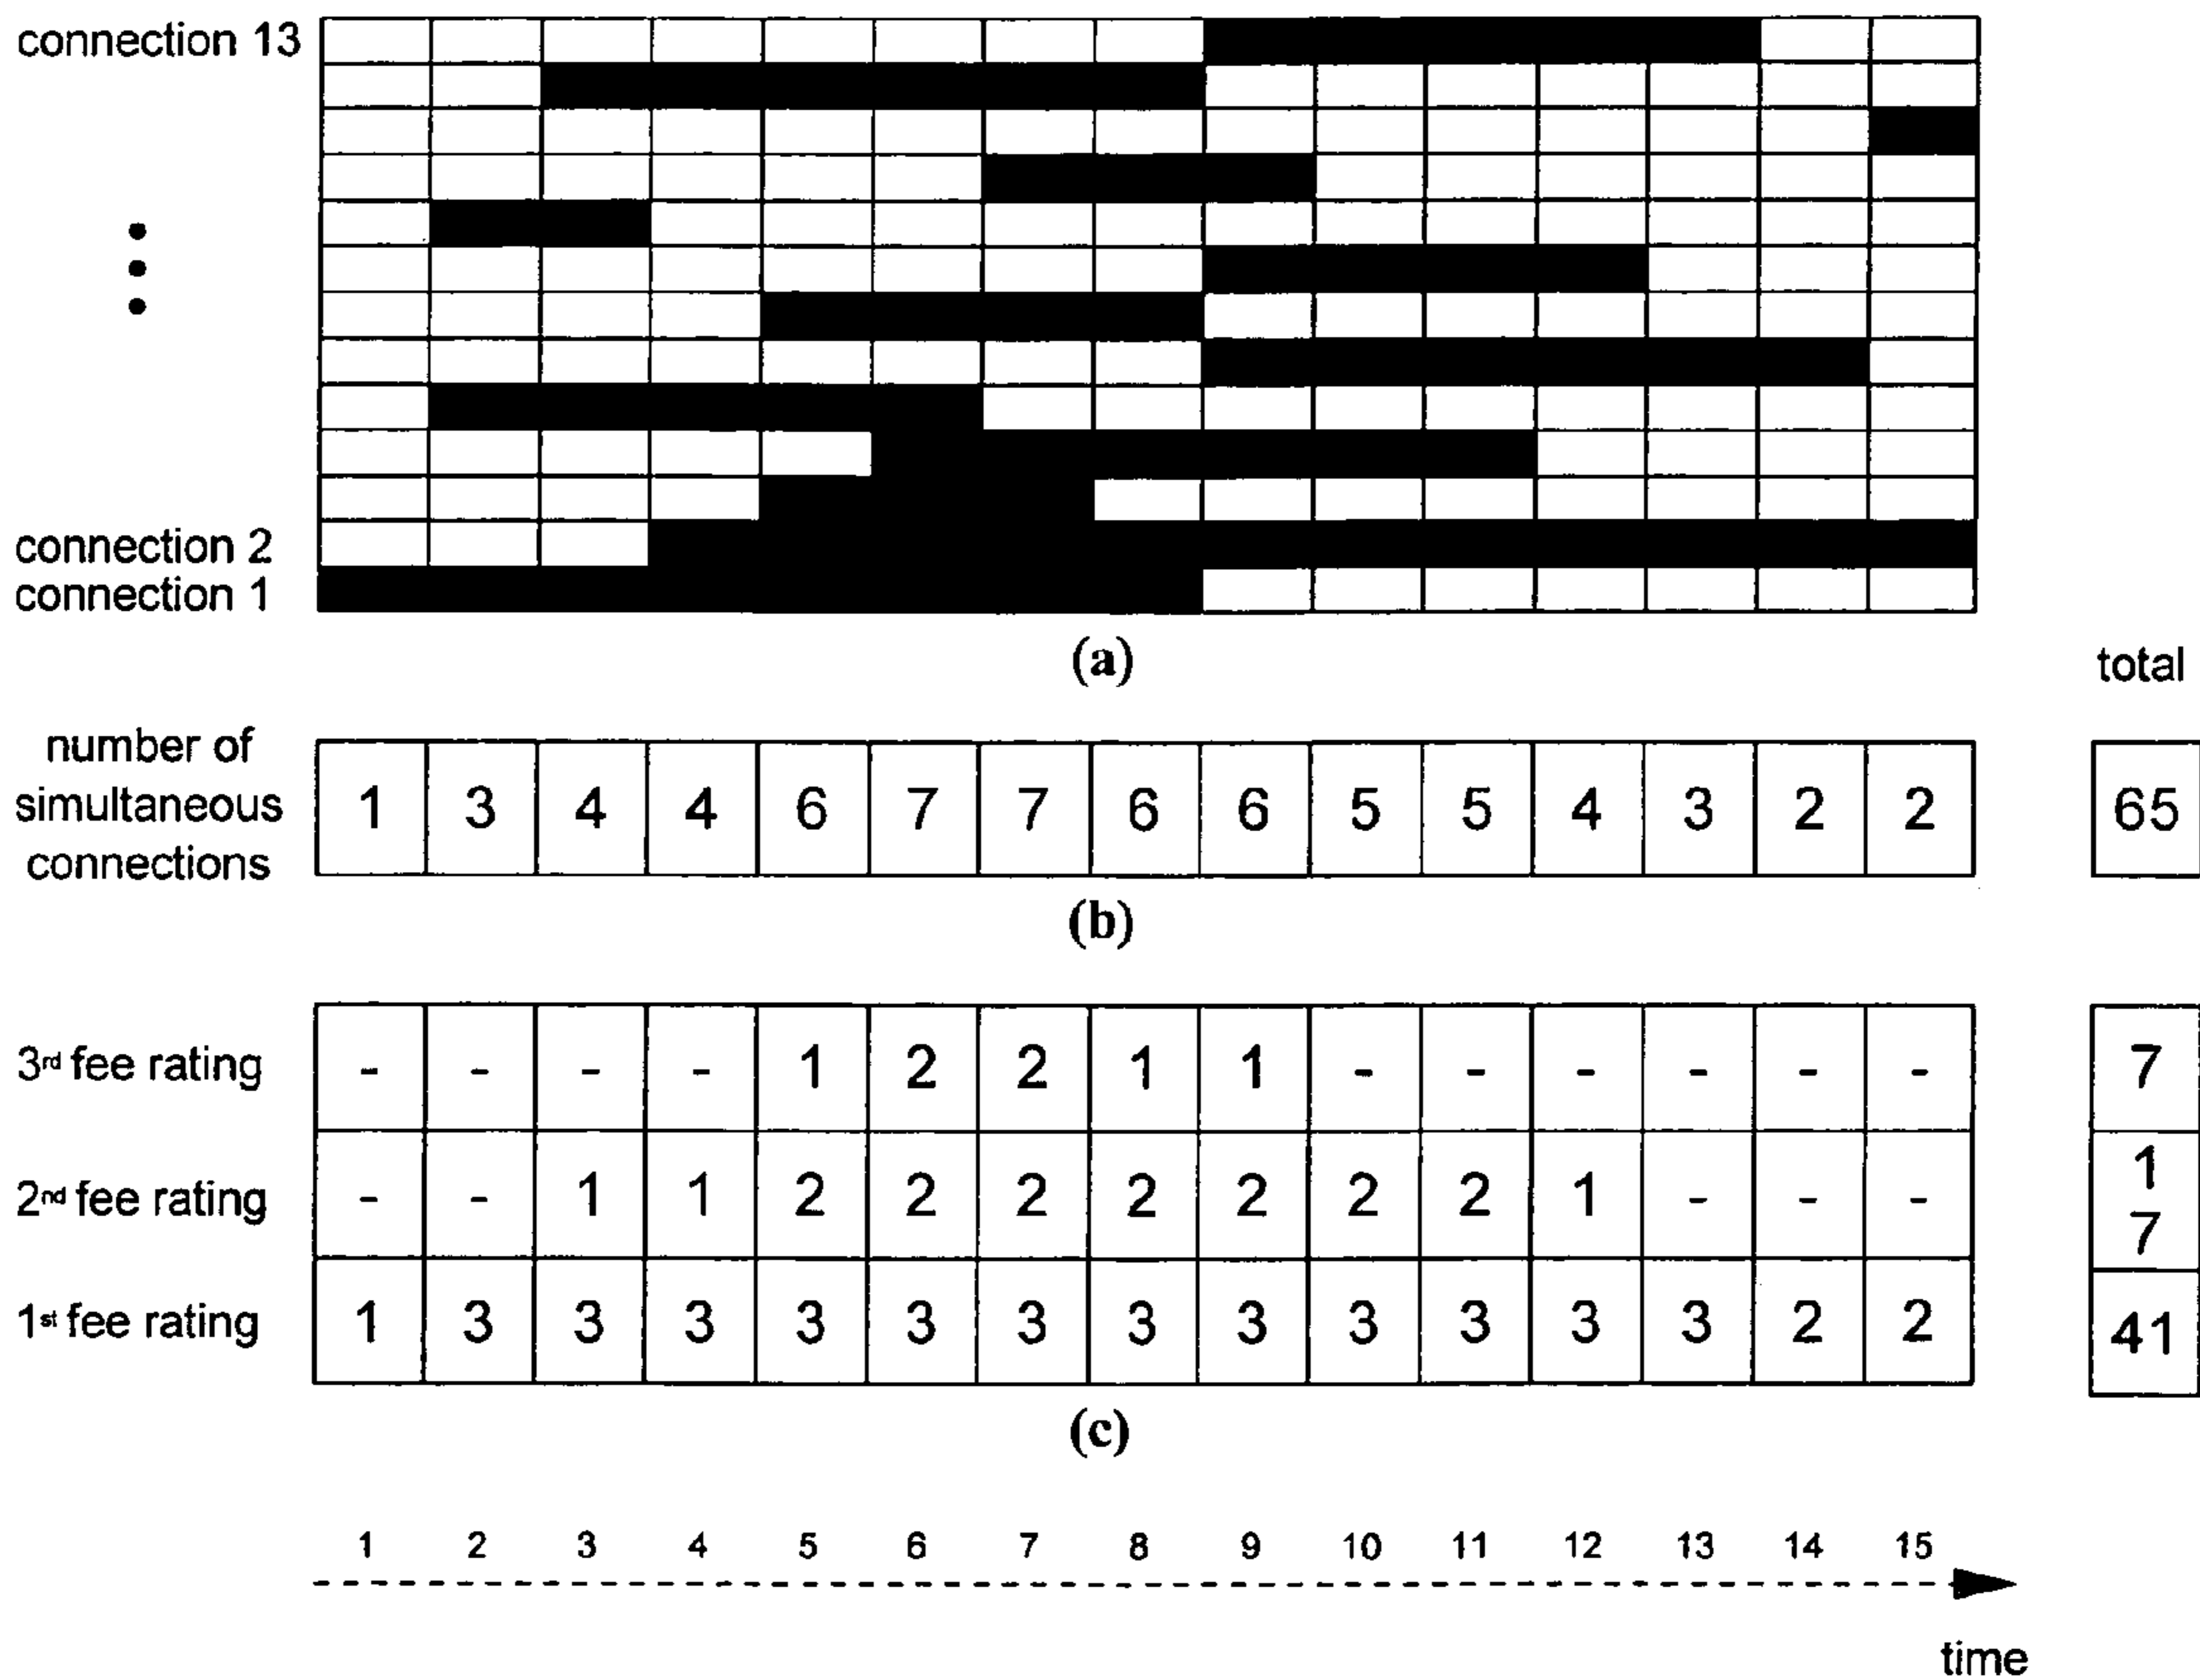 connection 13
connection 2
connection 1
(a)
total
number of
simultaneous
connections
1 3 4 4 6 7 7 6 6 5 5 4 3 2 2 65
(b)
3rd fee rating - - - - 1 2 2 1 1 - - - - - - 7
2nd fee rating - - 1 1 2 2 2 2 2 2 2 1 - - - 1
7
1st fee rating 1 3 3 3 3 3 3 3 3 3 3 3 3 2 2 41
(c)
1 2 3 4 5 6 7 8 9 10 11 12 13 14 15
time